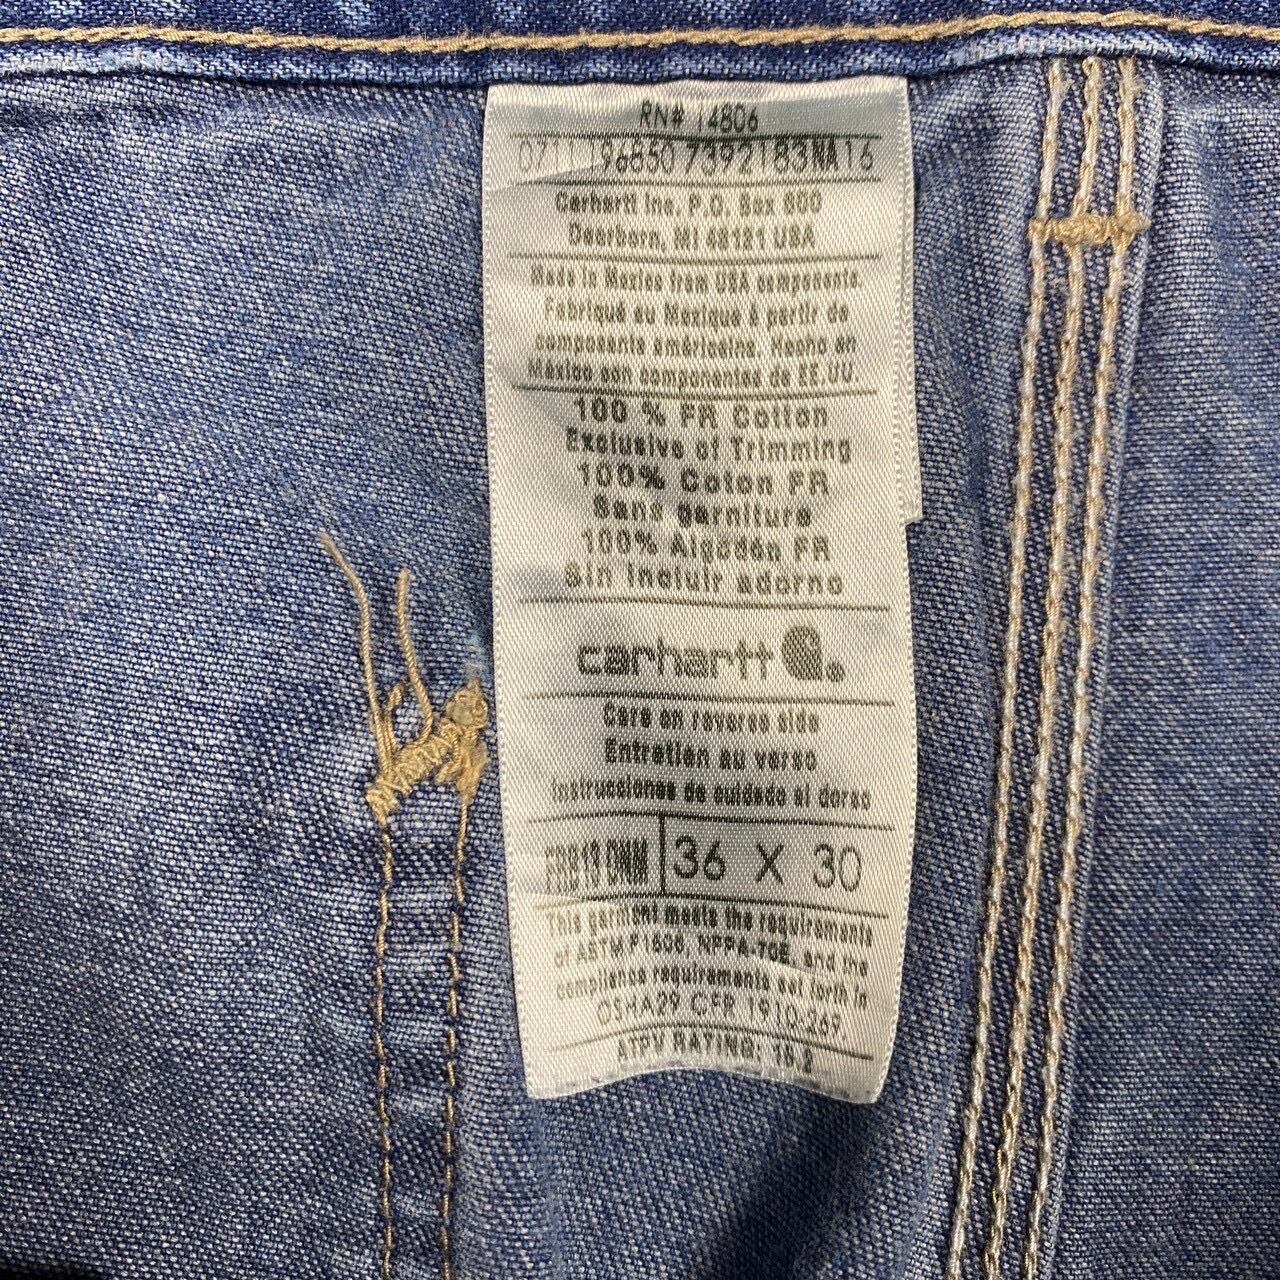 RN# 14806
Carhartt Inc, P.O. Box 600
Dearborn, MI 48121 USA
Made in Mexico from USA components.
Fabriqué au Mexique à partir de
composants américains. Hecho en
México con componentes de EE.UU.
100 % FR Cotton
Exclusive of Trimming
100% Coton FR
Sans garniture
100% Algodón FR
sin incluir adorno
carhartt
Care on reverse side
Entretien au verso
Instrucciones de cuidado al dorso
36 X 30
This garment meets the requirements
of ASTM F1506, NFPA-70E, and the
compliance requirements set forth in
OSHA29 CFR 1910-269
ATPV RATING: 15.2